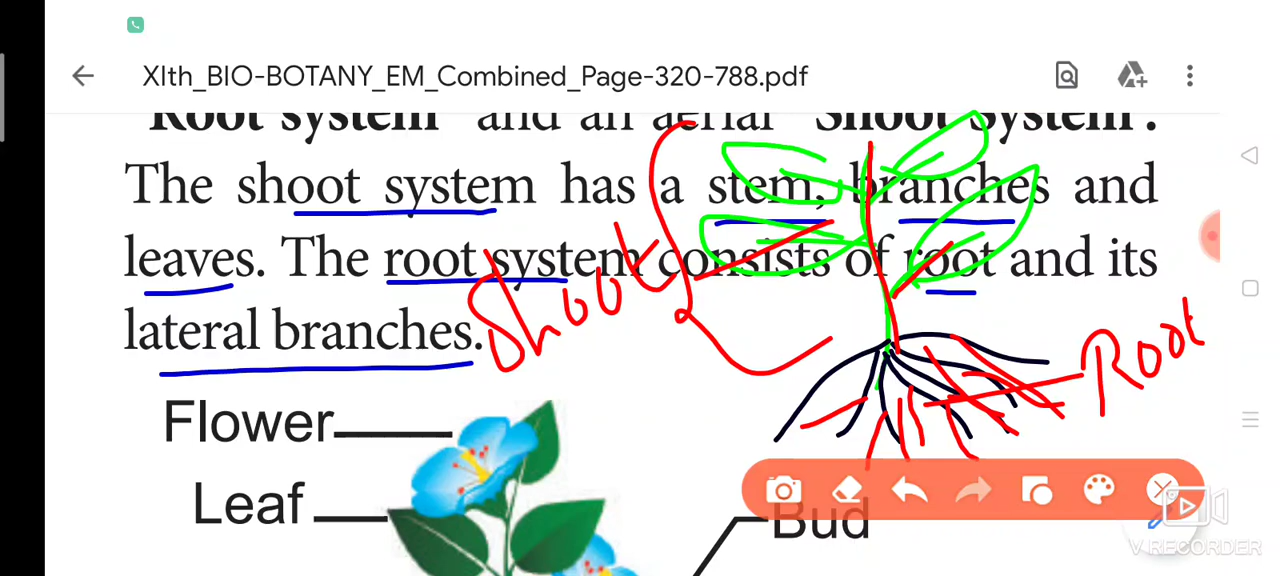 XIth_BIO-BOTANY_EM_Combined_Page-320-788.pdf
"Root system" and an aerial "Shoot system".
The shoot system has a stem, branches and
leaves. The root system consists of root and its
lateral branches.
Shoot
Root
Flower
Leaf
Bud
V RECORDER